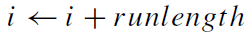 i ← i + runlength